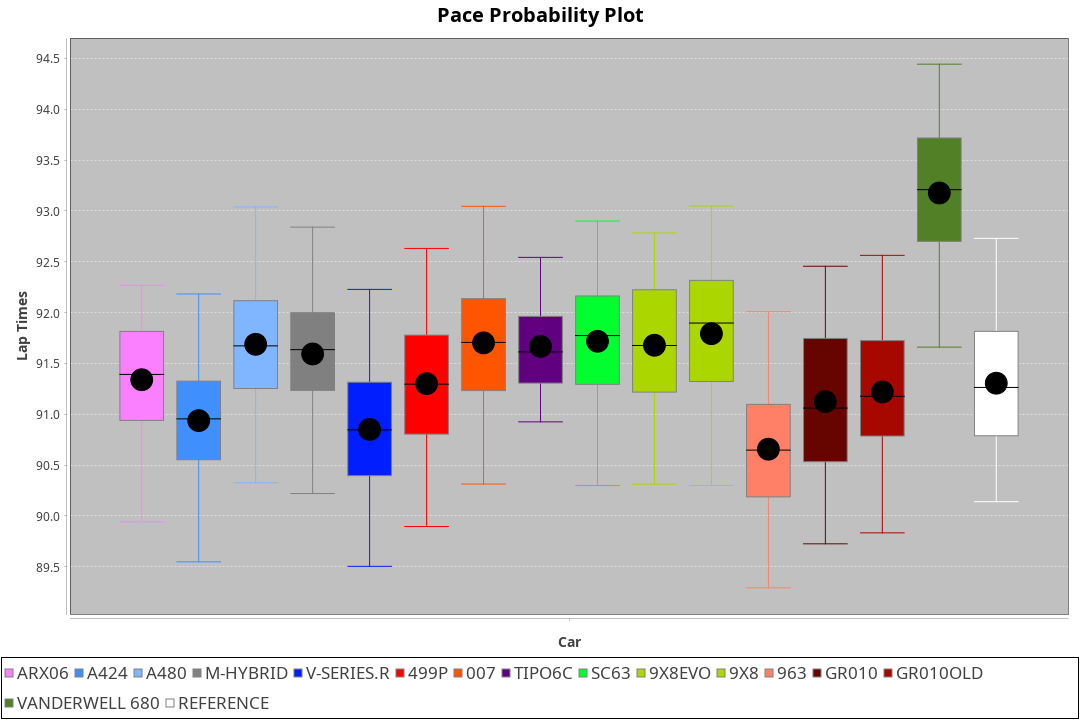 Pace Probability Plot
94.5
94.0
93.5
93.0
92.5
92.0
91.5
91.0
90.5
90.0
89.5
Lap Times
Car
ARX06 A424 A480 M-HYBRID V-SERIES.R 499P 007 TIPO6C SC63 9X8EVO 9X8 963 GR010 GR010OLD
VANDERWELL 680 REFERENCE